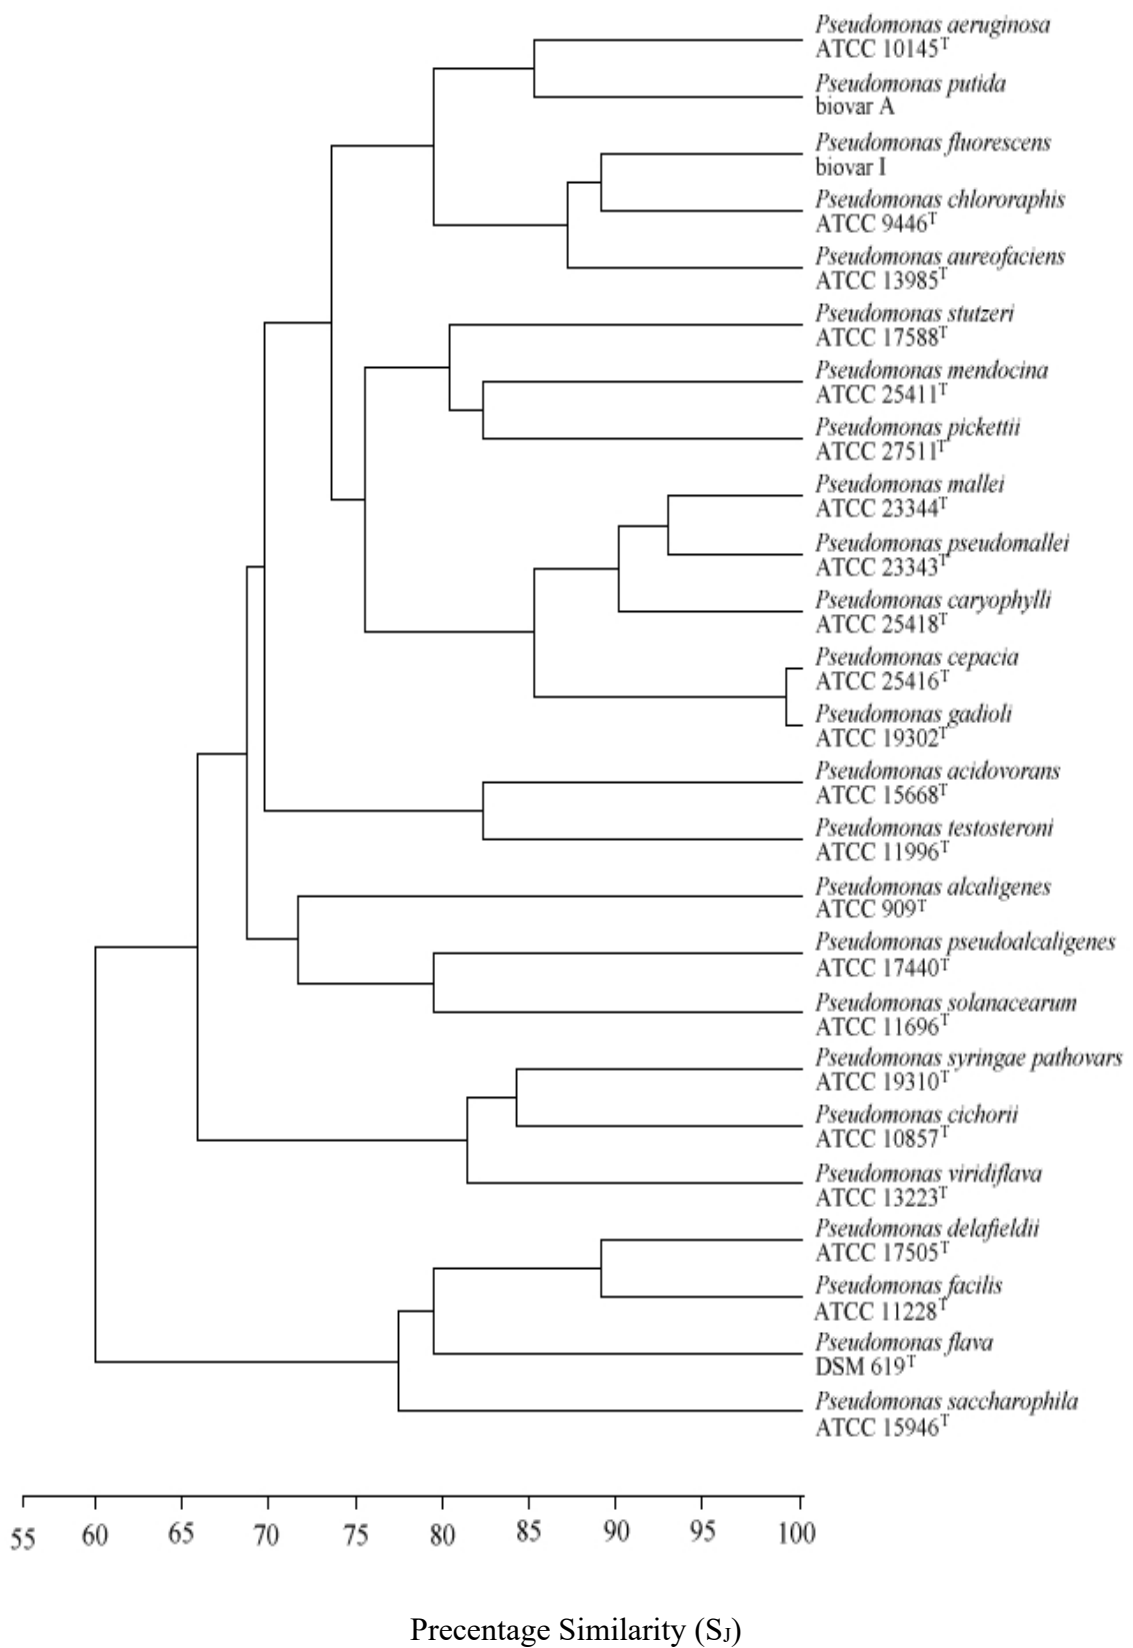 Pseudomonas aeruginosa
ATCC 10145ᵀ
Pseudomonas putida
biovar A
Pseudomonas fluorescens
biovar I
Pseudomonas chlororaphis
ATCC 9446ᵀ
Pseudomonas aureofaciens
ATCC 13985ᵀ
Pseudomonas stutzeri
ATCC 17588ᵀ
Pseudomonas mendocina
ATCC 25411ᵀ
Pseudomonas pickettii
ATCC 27511ᵀ
Pseudomonas mallei
ATCC 23344ᵀ
Pseudomonas pseudomallei
ATCC 23343ᵀ
Pseudomonas caryophylli
ATCC 25418ᵀ
Pseudomonas cepacia
ATCC 25416ᵀ
Pseudomonas gadioli
ATCC 19302ᵀ
Pseudomonas acidovorans
ATCC 15668ᵀ
Pseudomonas testosteroni
ATCC 11996ᵀ
Pseudomonas alcaligenes
ATCC 909ᵀ
Pseudomonas pseudoalcaligenes
ATCC 17440ᵀ
Pseudomonas solanacearum
ATCC 11696ᵀ
Pseudomonas syringae pathovars
ATCC 19310ᵀ
Pseudomonas cichorii
ATCC 10857ᵀ
Pseudomonas viridiflava
ATCC 13223ᵀ
Pseudomonas delafieldii
ATCC 17505ᵀ
Pseudomonas facilis
ATCC 11228ᵀ
Pseudomonas flava
DSM 619ᵀ
Pseudomonas saccharophila
ATCC 15946ᵀ
55 60 65 70 75 80 85 90 95 100
Precentage Similarity (SJ)